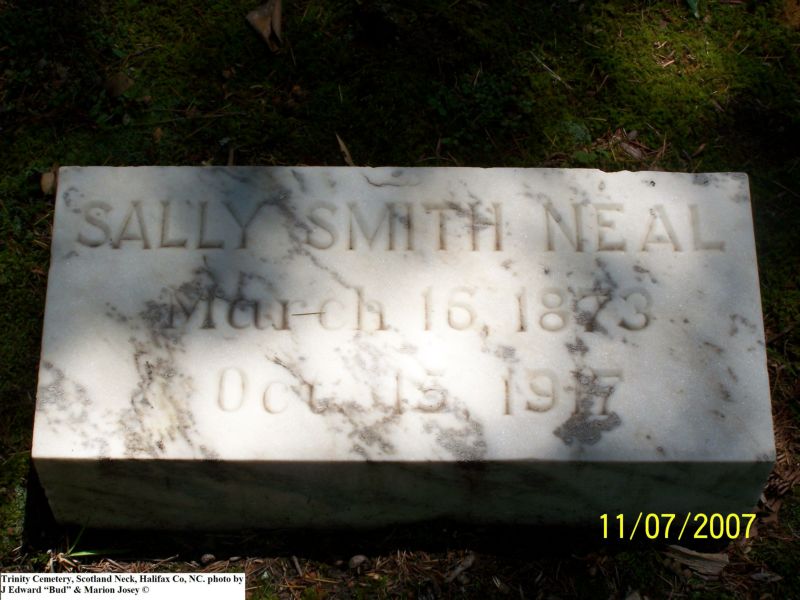 SALLY SMITH NEAL
March 16, 1873
Oct. 15, 1917
11/07/2007
Trinity Cemetery, Scotland Neck, Halifax Co, NC. photo by
J Edward “Bud” & Marion Josey ©